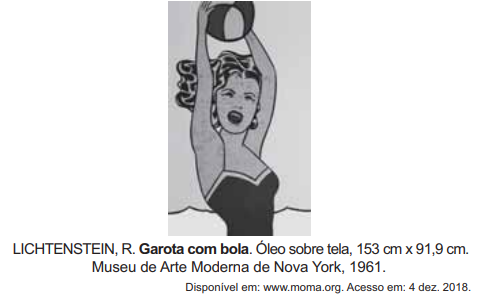 LICHTENSTEIN, R. Garota com bola. Óleo sobre tela, 153 cm x 91,9 cm.
Museu de Arte Moderna de Nova York, 1961.
Disponível em: www.moma.org. Acesso em: 4 dez. 2018.